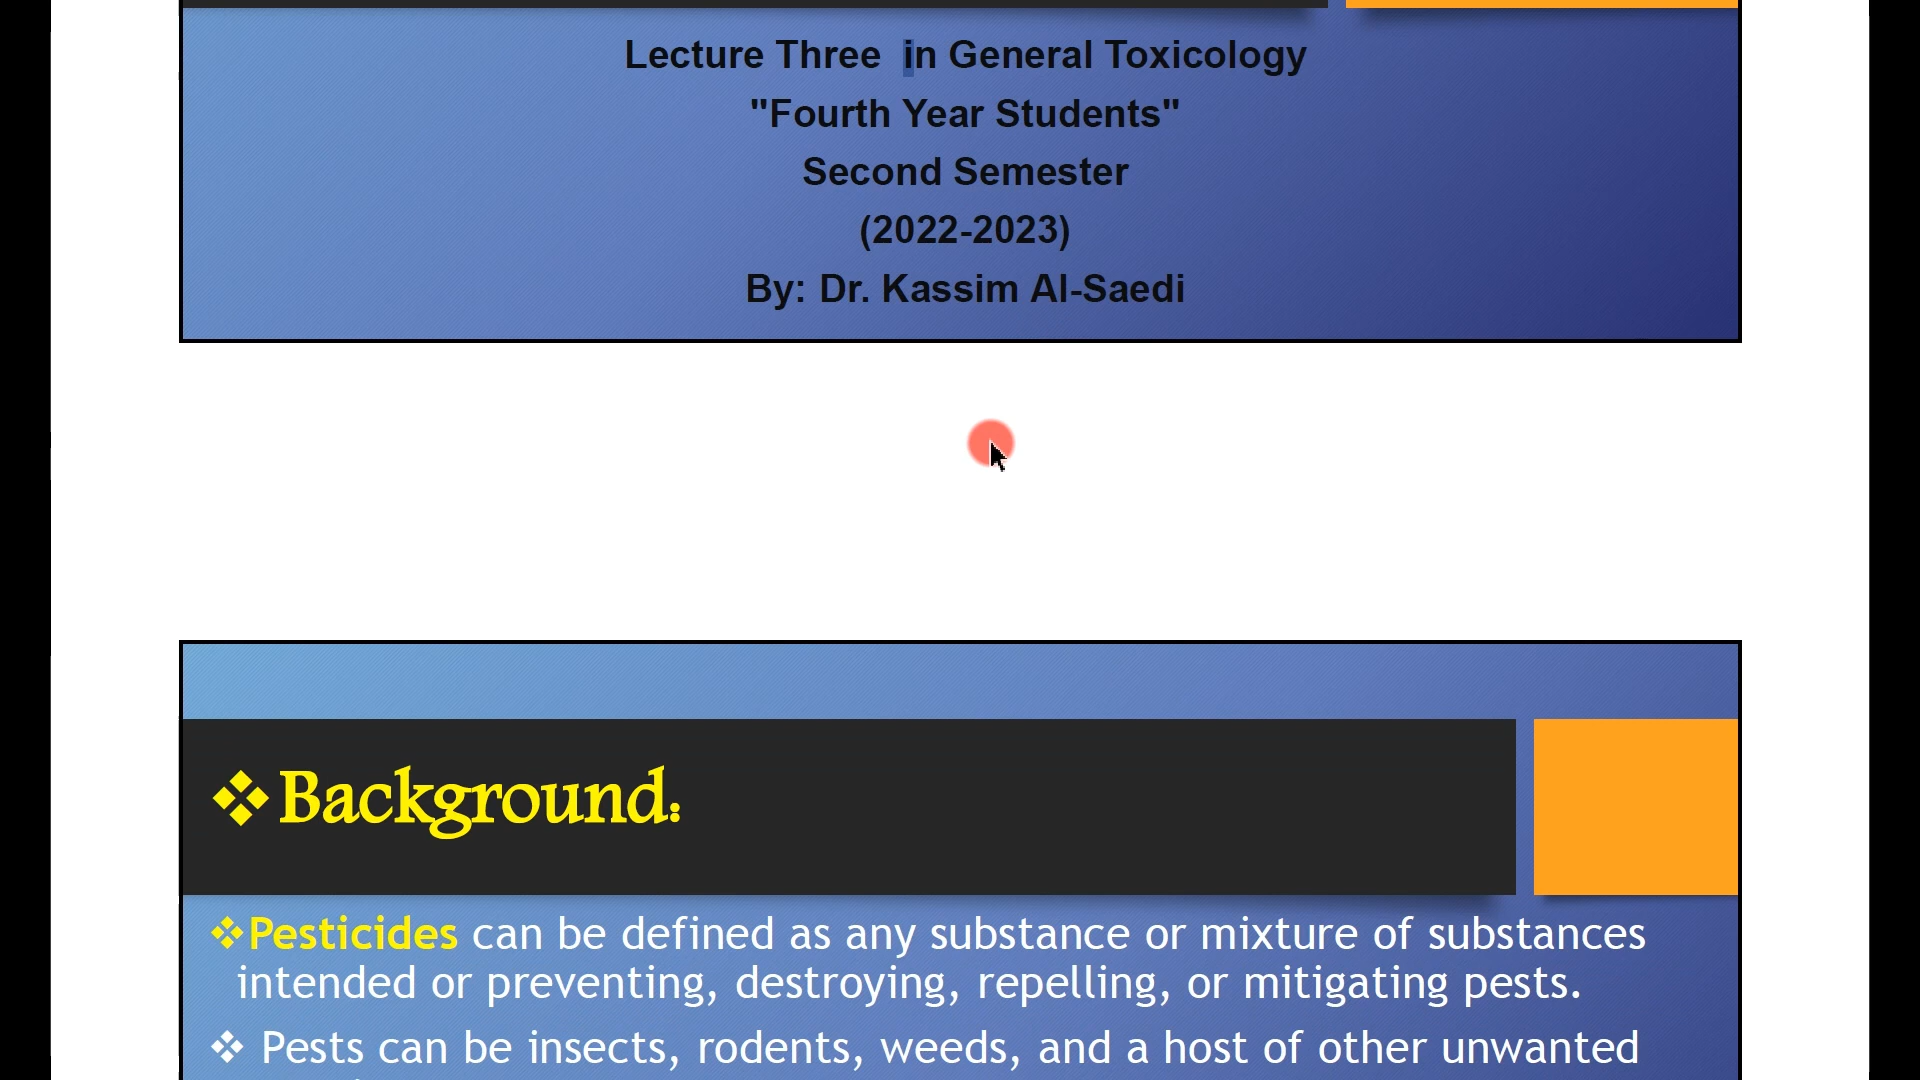 Lecture Three in General Toxicology
"Fourth Year Students"
Second Semester
(2022-2023)
By: Dr. Kassim Al-Saedi
❖Background:
❖Pesticides can be defined as any substance or mixture of substances
intended or preventing, destroying, repelling, or mitigating pests.
❖ Pests can be insects, rodents, weeds, and a host of other unwanted